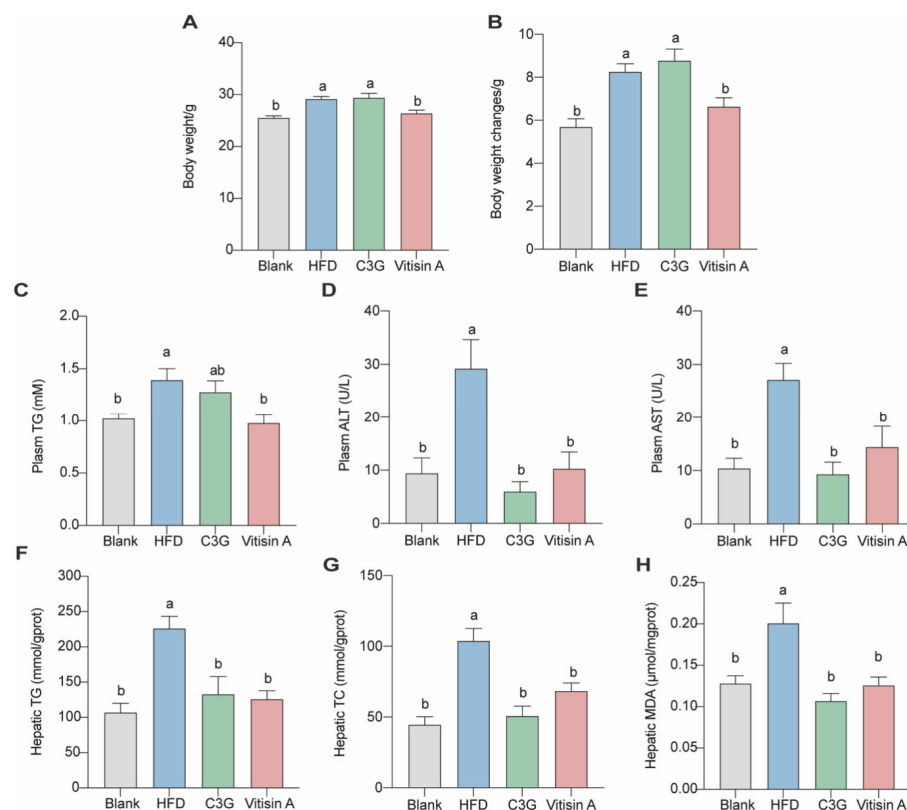 A
Body weight/g
40
30
20
10
0
b
a
a
b
Blank HFD C3G Vitisin A
B
Body weight changes/g
10
8
6
4
2
0
b
a
a
b
Blank HFD C3G Vitisin A
C
Plasm TG (mM)
2.0
1.5
1.0
0.5
0.0
b
a
ab
b
Blank HFD C3G Vitisin A
D
Plasm ALT (U/L)
40
30
20
10
0
b
a
b
b
Blank HFD C3G Vitisin A
E
Plasm AST (U/L)
40
30
20
10
0
b
a
b
b
Blank HFD C3G Vitisin A
F
Hepatic TG (mmol/gprot)
300
250
200
150
100
50
0
b
a
b
b
Blank HFD C3G Vitisin A
G
Hepatic TC (mmol/gprot)
150
100
50
0
b
a
b
b
Blank HFD C3G Vitisin A
H
Hepatic MDA (μmol/mgprot)
0.20
0.15
0.10
0.05
0.00
b
a
b
b
Blank HFD C3G Vitisin A